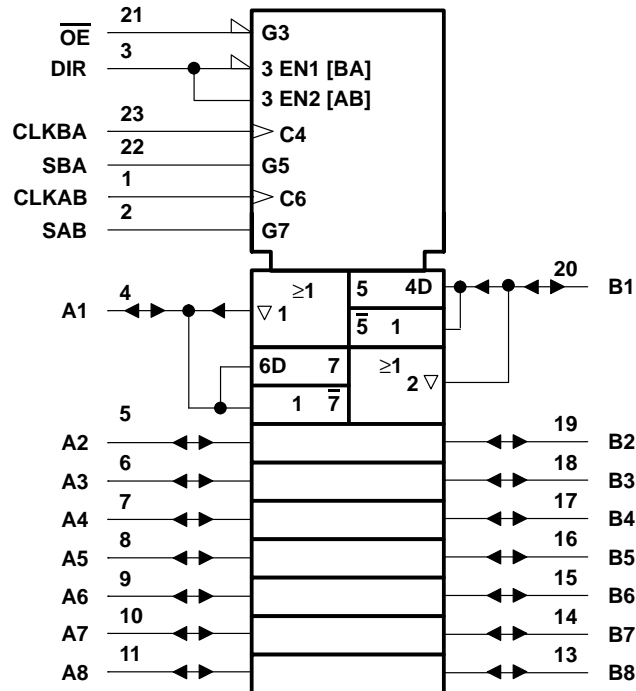 21
O̅E̅ G3
3
DIR 3 EN1 [BA]
3 EN2 [AB]
23
CLKBA C4
22
SBA G5
1
CLKAB C6
2
SAB G7
4 ≥1 5 4D 20
A1 ▽ 1 B1
5̅ 1
6D 7 ≥1
2 ▽
1 7̅
5 19
A2 B2
6 18
A3 B3
7 17
A4 B4
8 16
A5 B5
9 15
A6 B6
10 14
A7 B7
11 13
A8 B8